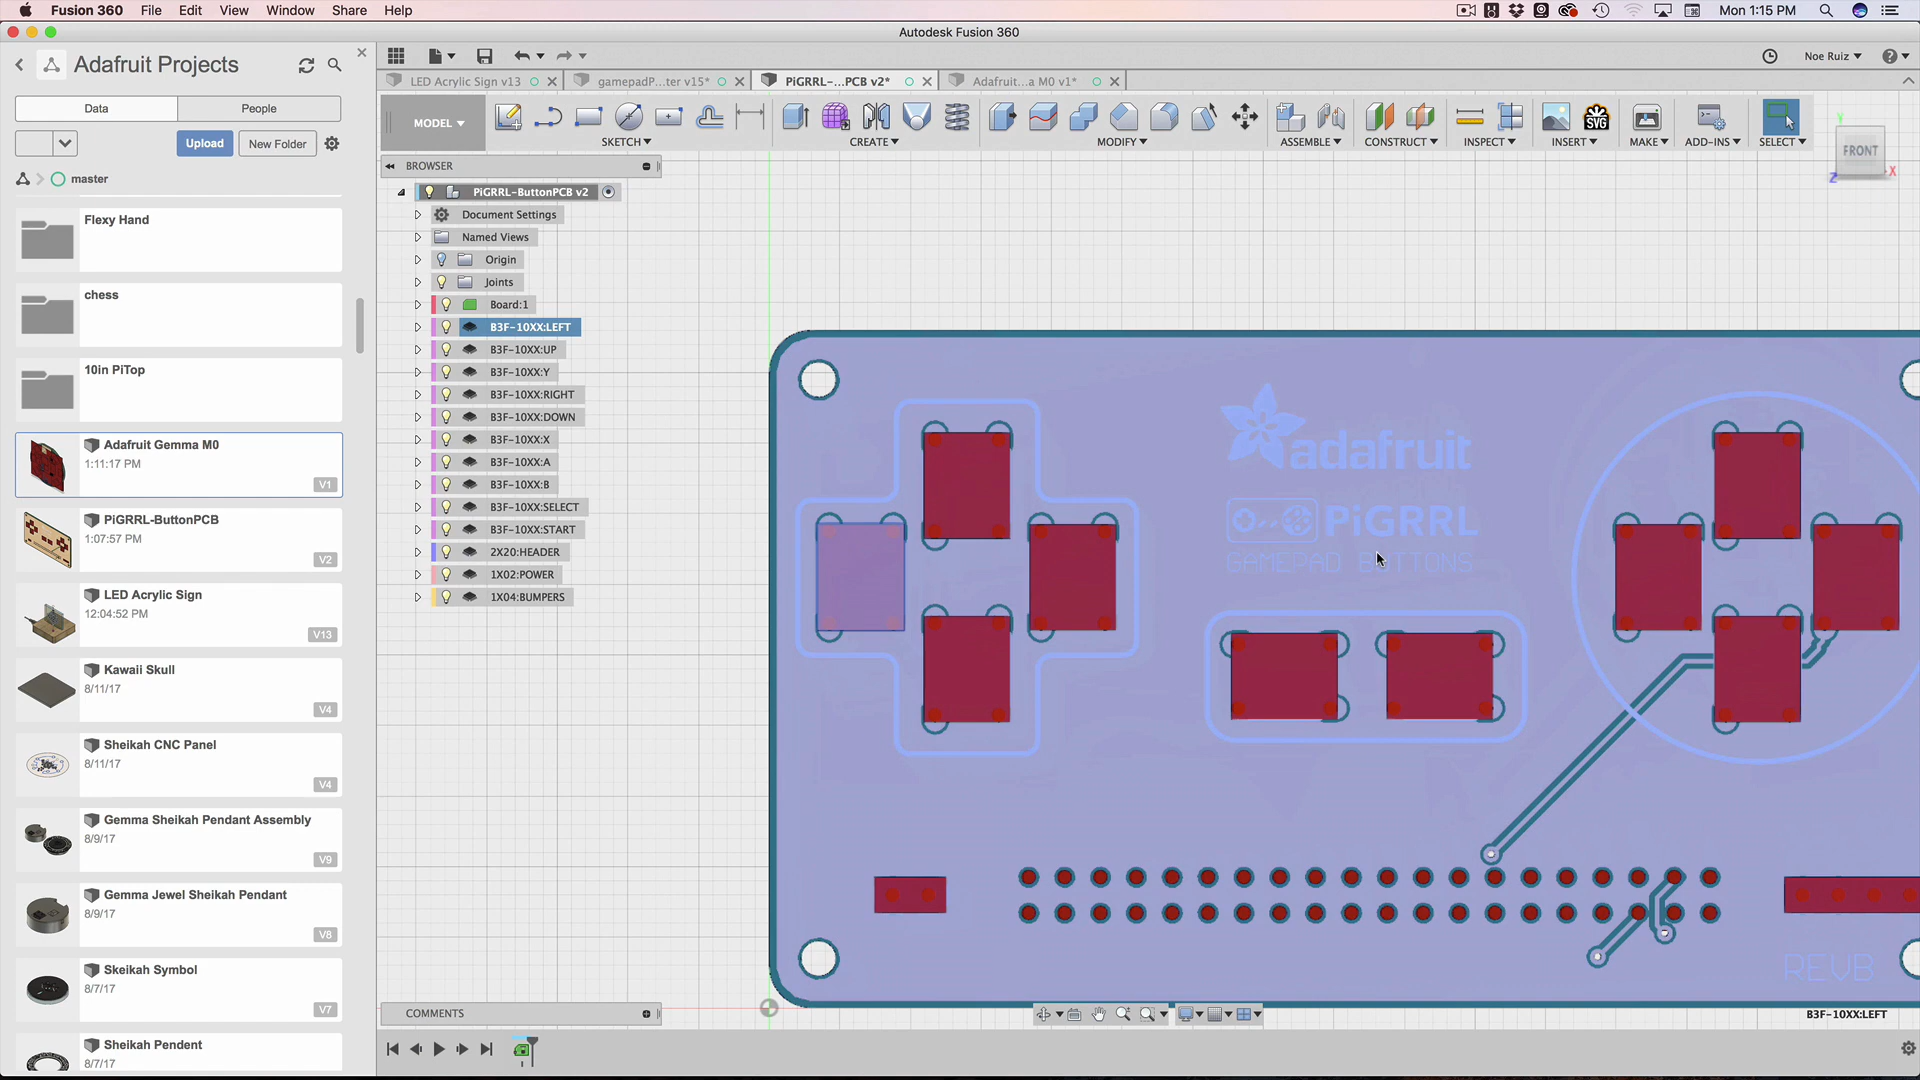 Fusion 360 File Edit View Window Share Help
Mon 1:15 PM
Autodesk Fusion 360
Adafruit Projects
Noe Ruiz
LED Acrylic Sign v13
gamepadP...ter v15*
PiGRRL-...PCB v2*
Adafruit...a M0 v1*
Data People
MODEL
SKETCH
CREATE
MODIFY
ASSEMBLE
CONSTRUCT
INSPECT
INSERT
MAKE
ADD-INS
SELECT
SVG
FRONT
Y
X
Z
Upload
New Folder
master
BROWSER
PiGRRL-ButtonPCB v2
Document Settings
Named Views
Origin
Joints
Board:1
B3F-10XX:LEFT
B3F-10XX:UP
B3F-10XX:Y
B3F-10XX:RIGHT
B3F-10XX:DOWN
B3F-10XX:X
B3F-10XX:A
B3F-10XX:B
B3F-10XX:SELECT
B3F-10XX:START
2X20:HEADER
1X02:POWER
1X04:BUMPERS
Flexy Hand
chess
10in PiTop
Adafruit Gemma M0
1:11:17 PM
V1
PiGRRL-ButtonPCB
1:07:57 PM
V2
LED Acrylic Sign
12:04:52 PM
V13
Kawaii Skull
8/11/17
V4
Sheikah CNC Panel
8/11/17
V4
Gemma Sheikah Pendant Assembly
8/9/17
V9
Gemma Jewel Sheikah Pendant
8/9/17
V8
Skeikah Symbol
8/7/17
V7
Sheikah Pendent
8/7/17
adafruit
PiGRRL
GAMEPAD BUTTONS
REVB
COMMENTS
B3F-10XX:LEFT